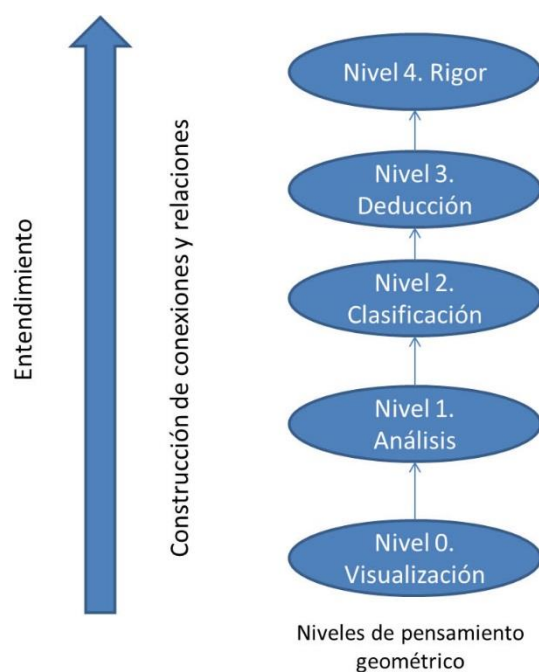 Entendimiento
Construcción de conexiones y relaciones
Nivel 4. Rigor
Nivel 3.
Deducción
Nivel 2.
Clasificación
Nivel 1.
Análisis
Nivel 0.
Visualización
Niveles de pensamiento
geométrico